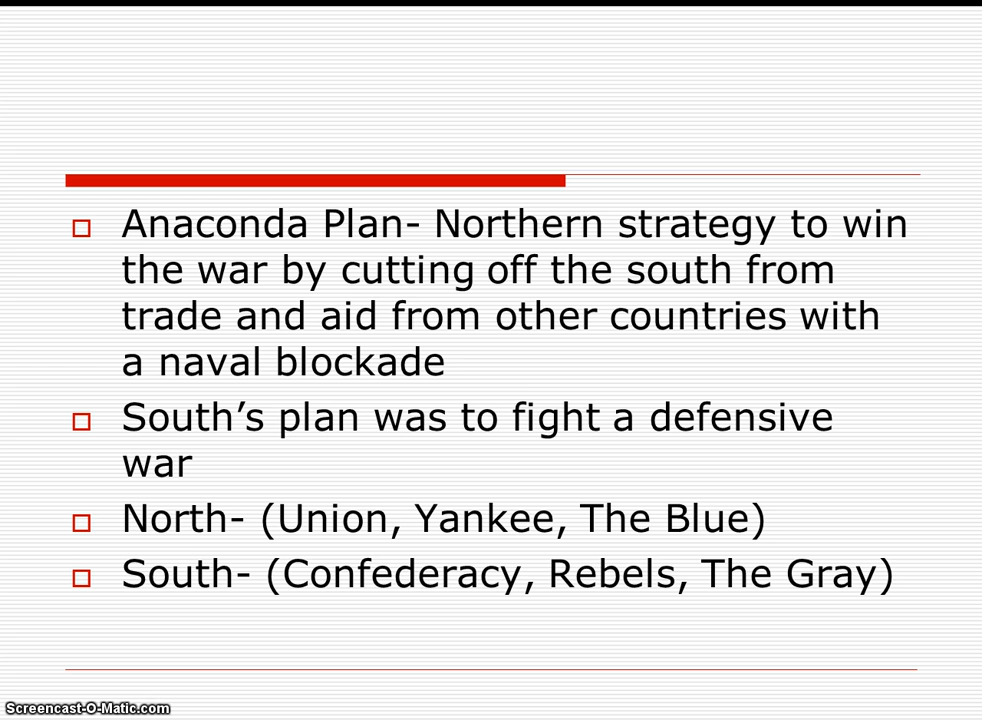 Anaconda Plan- Northern strategy to win
the war by cutting off the south from
trade and aid from other countries with
a naval blockade
South’s plan was to fight a defensive
war
North- (Union, Yankee, The Blue)
South- (Confederacy, Rebels, The Gray)
Screencast-O-Matic.com